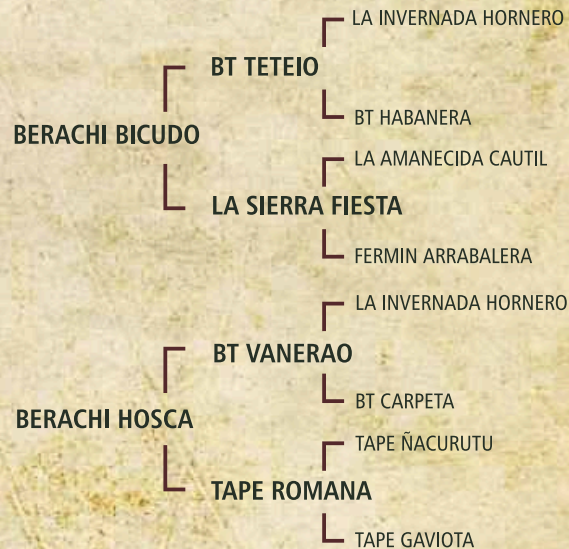 LA INVERNADA HORNERO
BT TETEIO
BT HABANERA
BERACHI BICUDO
LA AMANECIDA CAUTIL
LA SIERRA FIESTA
FERMIN ARRABALERA
LA INVERNADA HORNERO
BT VANERAO
BT CARPETA
BERACHI HOSCA
TAPE ÑACURUTU
TAPE ROMANA
TAPE GAVIOTA